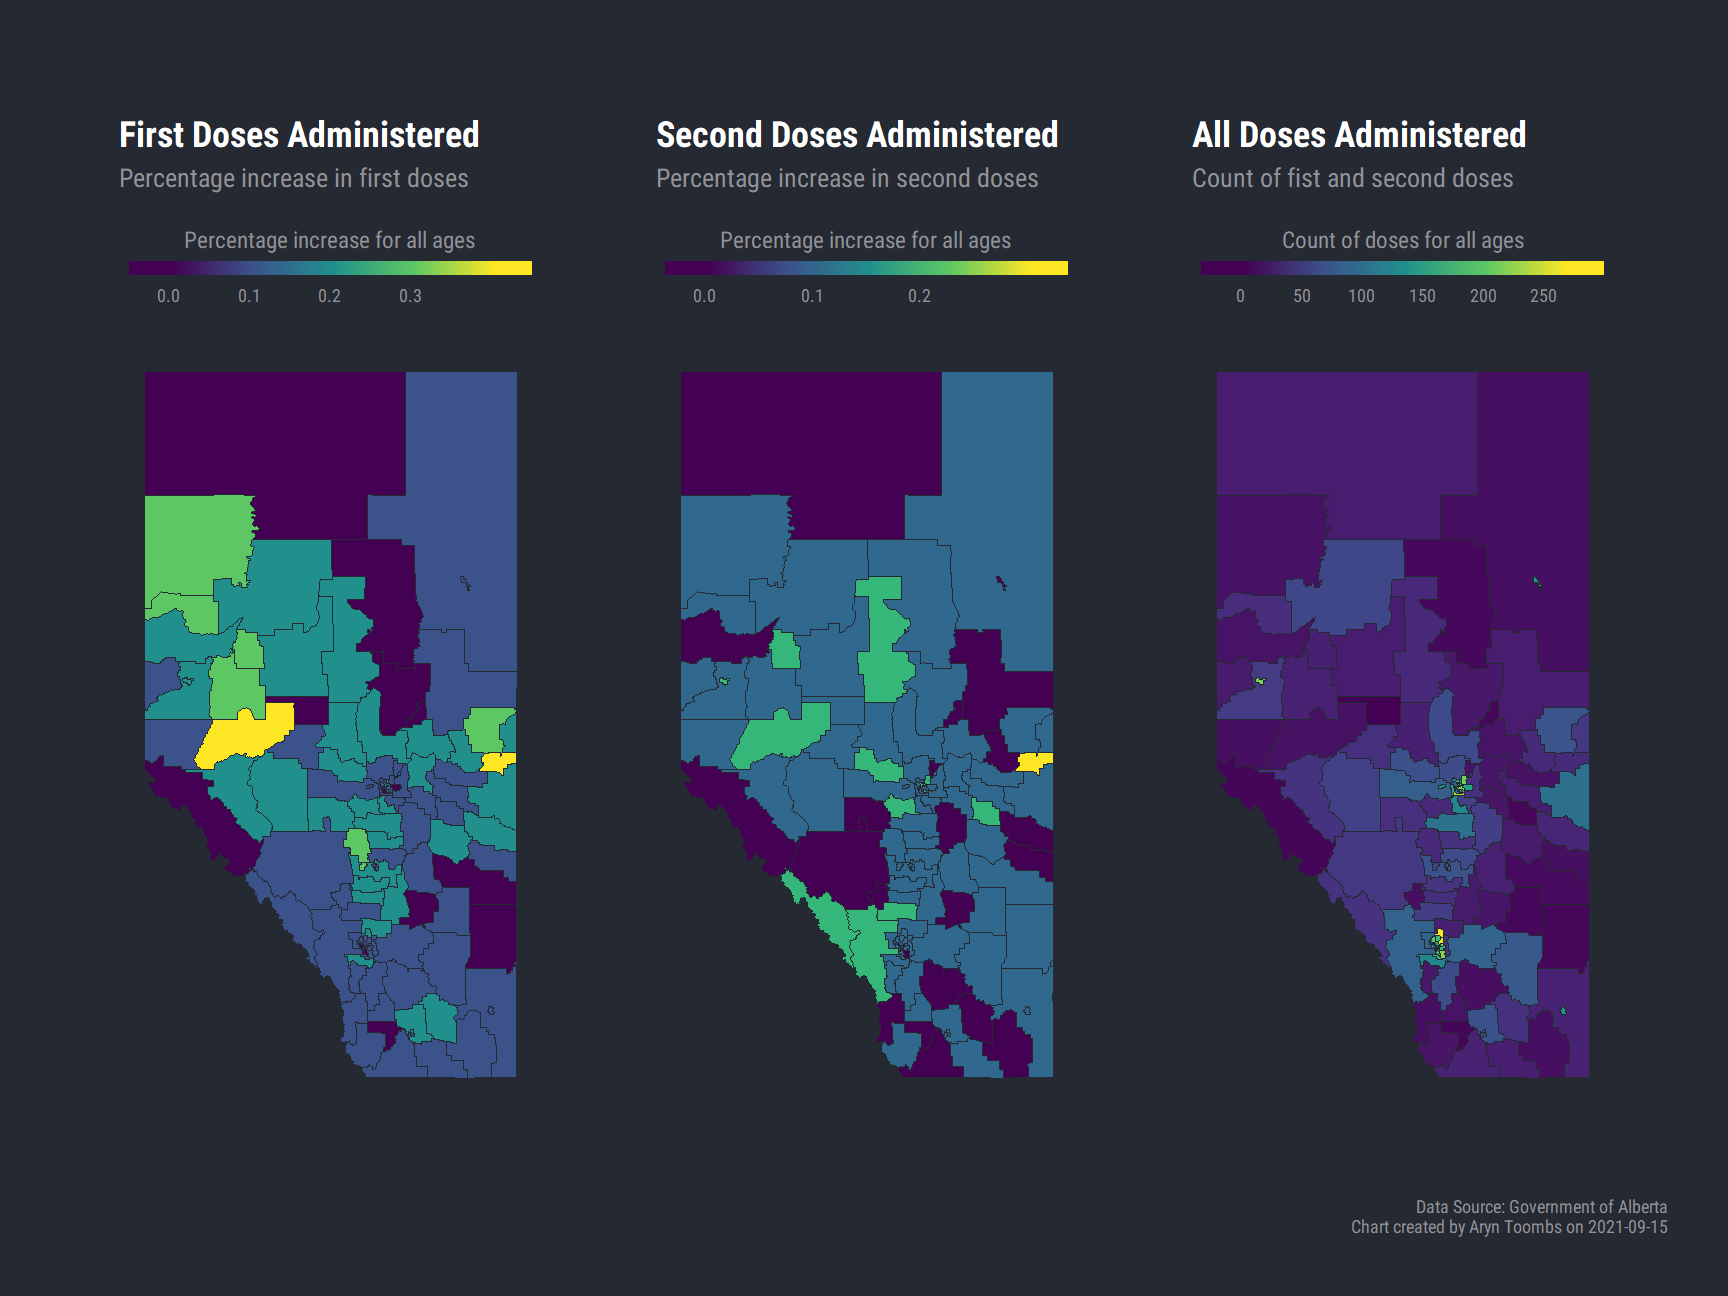 First Doses Administered
Percentage increase in first doses
Percentage increase for all ages
0.0 0.1 0.2 0.3
Second Doses Administered
Percentage increase in second doses
Percentage increase for all ages
0.0 0.1 0.2
All Doses Administered
Count of fist and second doses
Count of doses for all ages
0 50 100 150 200 250
Data Source: Government of Alberta
Chart created by Aryn Toombs on 2021-09-15